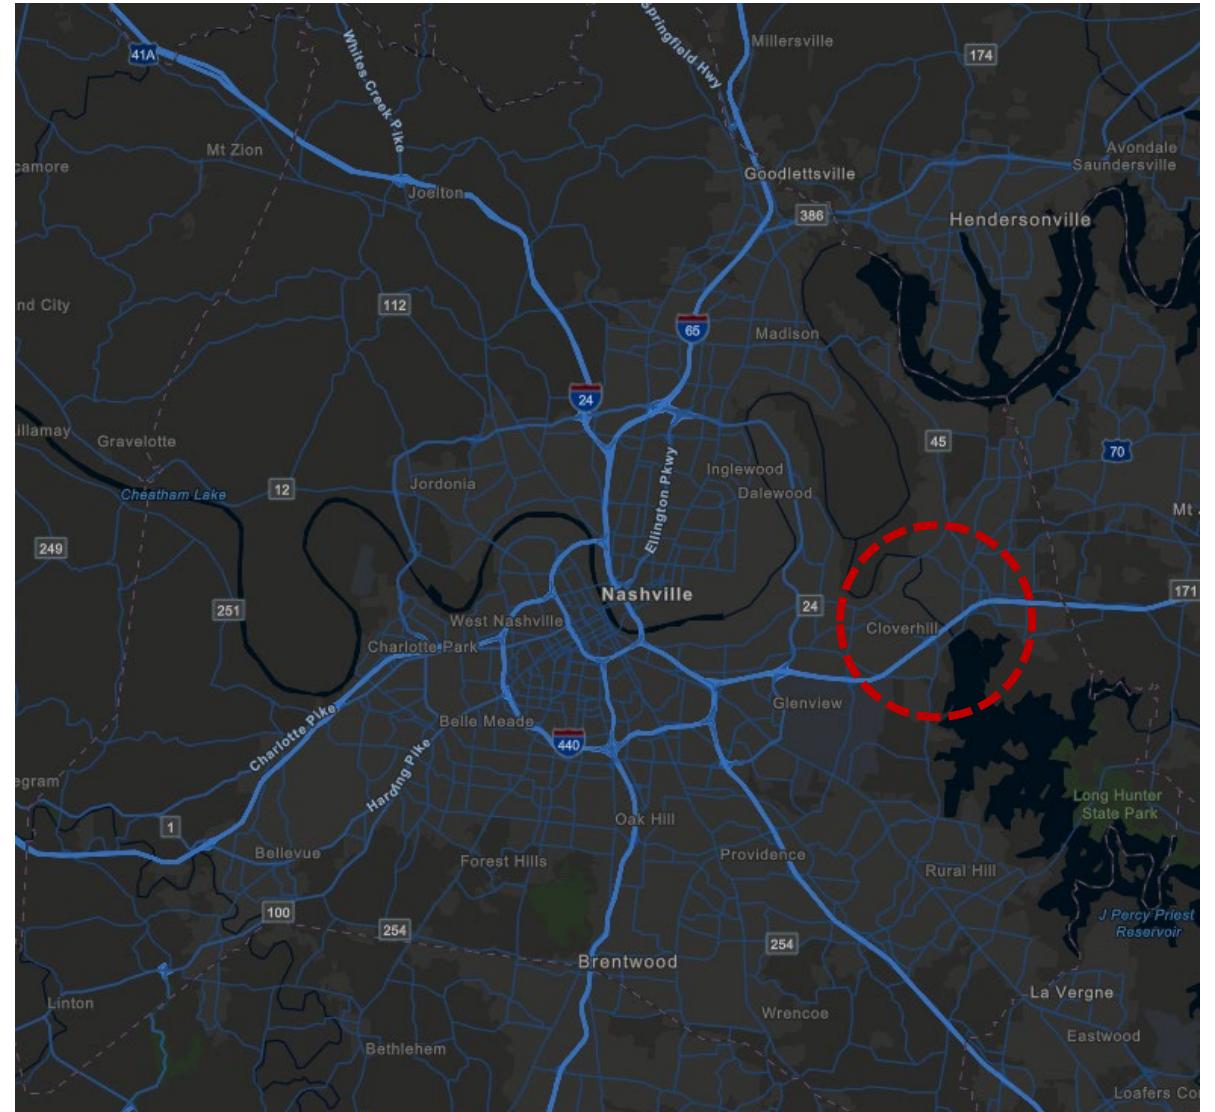 Millersville
41A
Whites Creek Pike
Springfield Hwy
174
Mt Zion
Avondale
Saundersville
camore
Goodlettsville
Joelton
386
Hendersonville
nd City
112
65
Madison
24
illamay
Gravelotte
45
70
Inglewood
Jordonia
Dalewood
Cheatham Lake
12
Ellington Pkwy
Mt
249
171
Nashville
251
24
West Nashville
Cloverhill
Charlotte Park
Glenview
Belle Meade
Charlotte Pike
440
Harding Pike
egram
Long Hunter
State Park
1
Oak Hill
Bellevue
Forest Hills
Providence
Rural Hill
100
J Percy Priest
Reservoir
254
254
Brentwood
La Vergne
Linton
Wrencoe
Eastwood
Bethlehem
Loafers Co